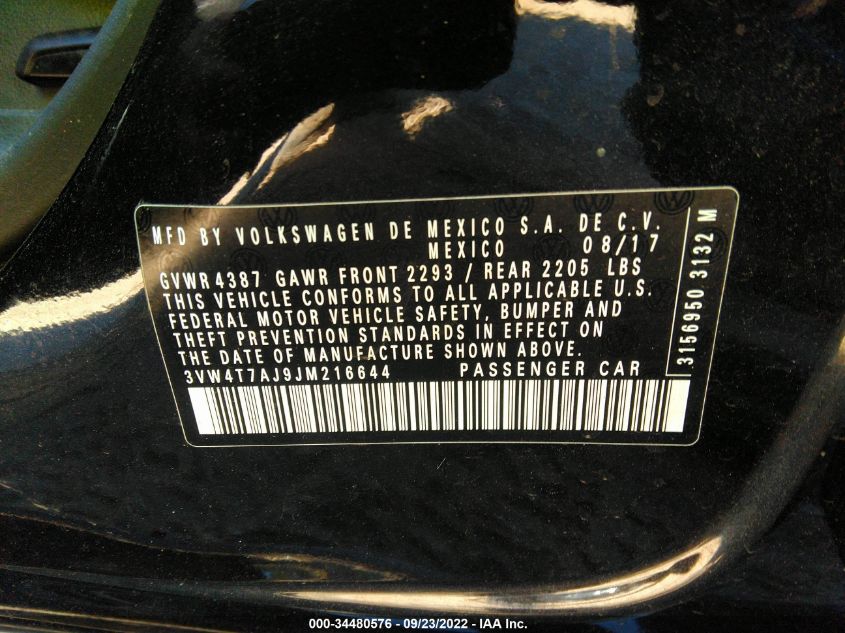 MFD BY VOLKSWAGEN DE MEXICO S.A. DE C.V.
MEXICO 08/17
GVWR 4387 GAWR FRONT 2293 / REAR 2205 LBS
THIS VEHICLE CONFORMS TO ALL APPLICABLE U.S.
FEDERAL MOTOR VEHICLE SAFETY, BUMPER AND
THEFT PREVENTION STANDARDS IN EFFECT ON
THE DATE OF MANUFACTURE SHOWN ABOVE.
3VW4T7AJ9JM216644 PASSENGER CAR
3156950 3132 M
000-34480576 - 09/23/2022 - IAA Inc.